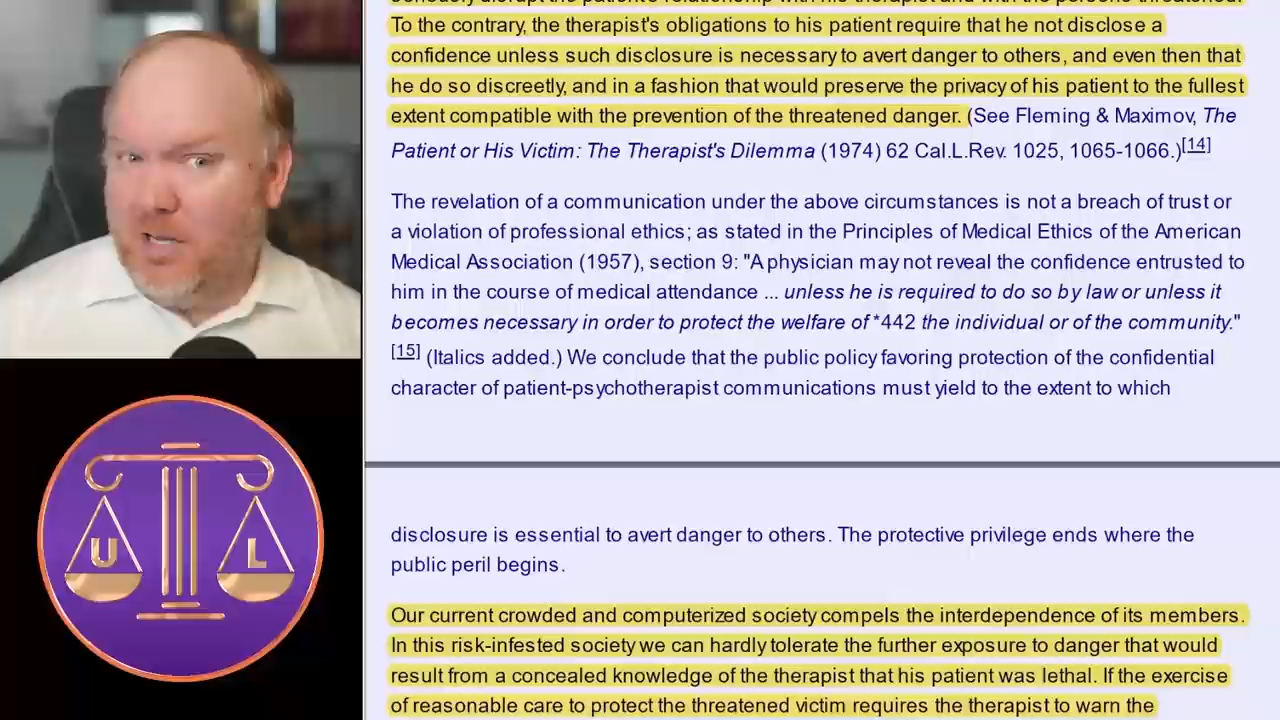 To the contrary, the therapist's obligations to his patient require that he not disclose a
confidence unless such disclosure is necessary to avert danger to others, and even then that
he do so discreetly, and in a fashion that would preserve the privacy of his patient to the fullest
extent compatible with the prevention of the threatened danger. (See Fleming & Maximov, The
Patient or His Victim: The Therapist's Dilemma (1974) 62 Cal.L.Rev. 1025, 1065-1066.)[14]
The revelation of a communication under the above circumstances is not a breach of trust or
a violation of professional ethics; as stated in the Principles of Medical Ethics of the American
Medical Association (1957), section 9: "A physician may not reveal the confidence entrusted to
him in the course of medical attendance ... unless he is required to do so by law or unless it
becomes necessary in order to protect the welfare of *442 the individual or of the community."
[15] (Italics added.) We conclude that the public policy favoring protection of the confidential
character of patient-psychotherapist communications must yield to the extent to which
disclosure is essential to avert danger to others. The protective privilege ends where the
public peril begins.
Our current crowded and computerized society compels the interdependence of its members.
In this risk-infested society we can hardly tolerate the further exposure to danger that would
result from a concealed knowledge of the therapist that his patient was lethal. If the exercise
of reasonable care to protect the threatened victim requires the therapist to warn the
U L